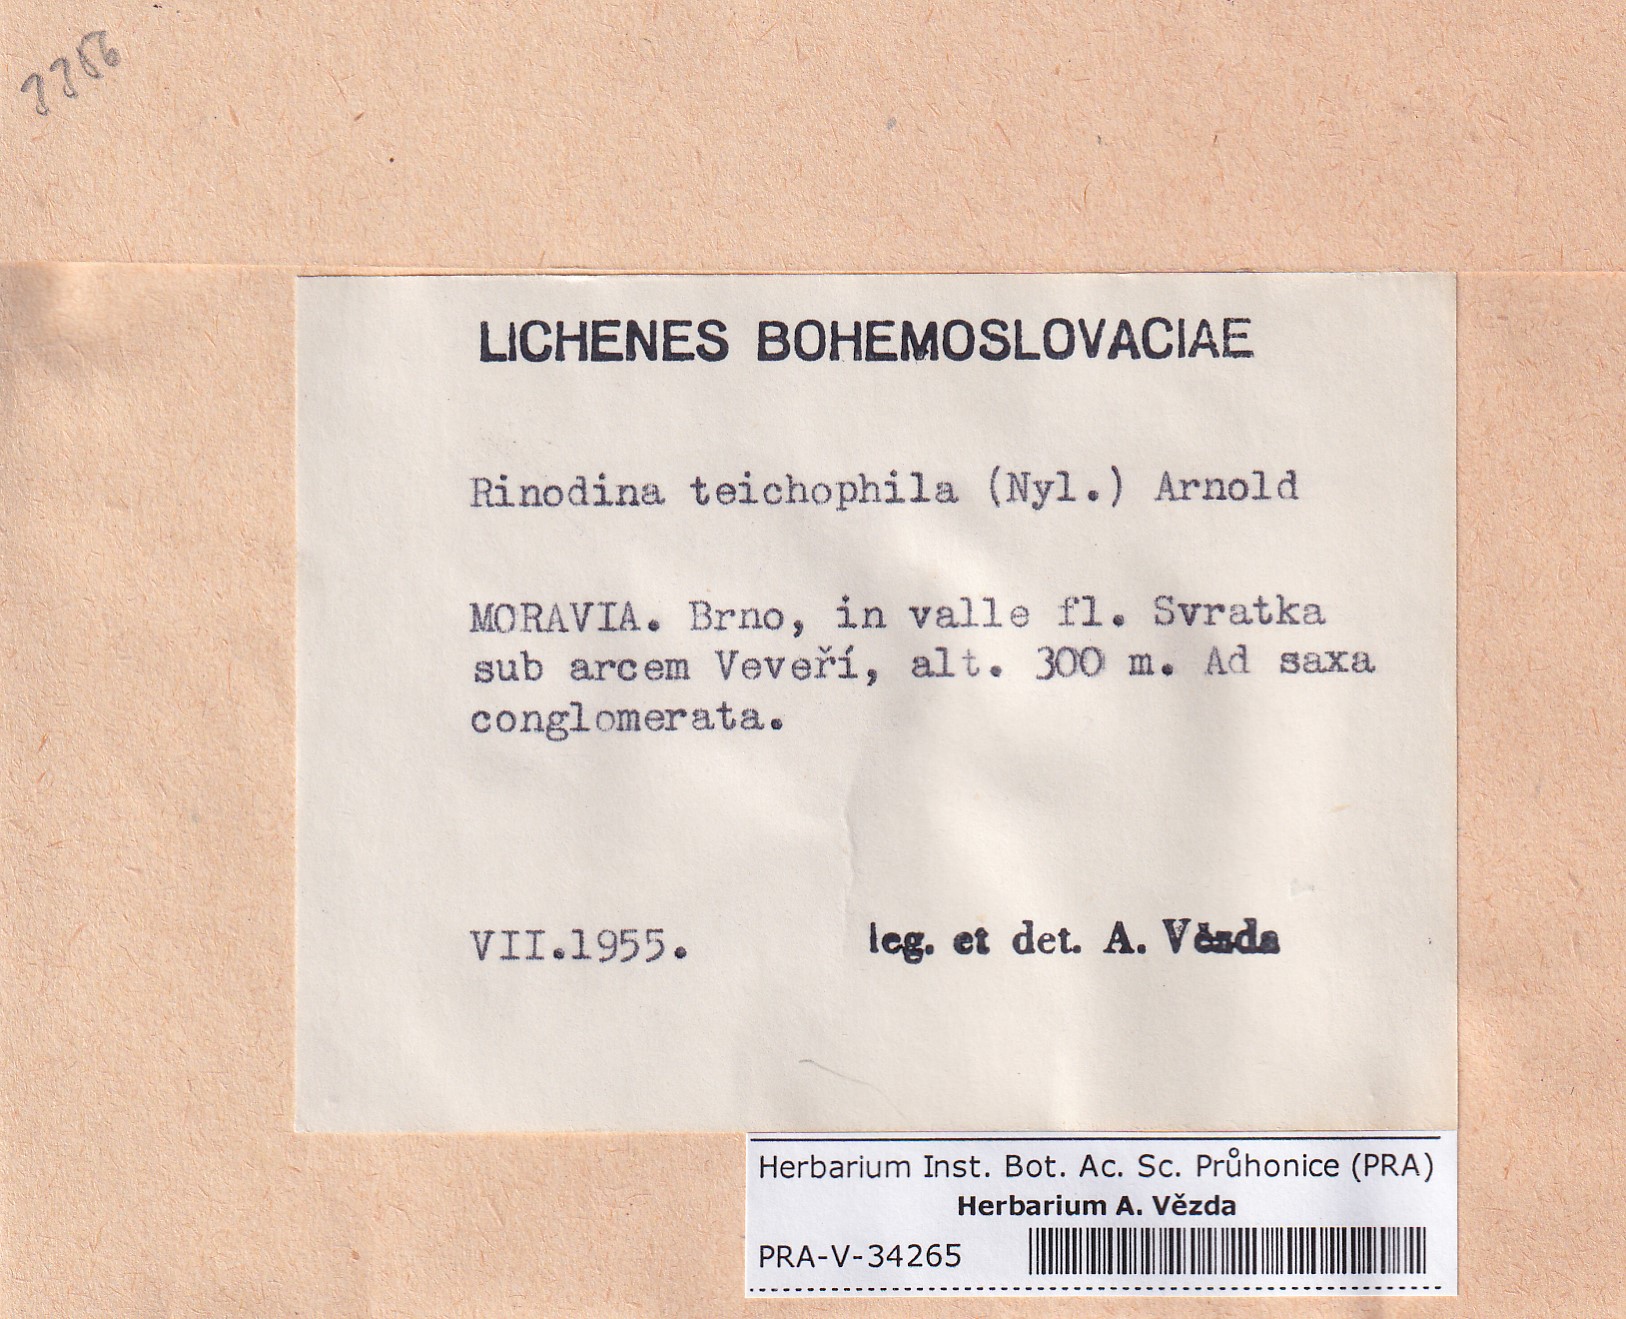 LICHENES BOHEMOSLOVACIAE
Rinodina teichophila (Nyl.) Arnold
MORAVIA. Brno, in valle fl. Svratka
sub arcem Veveří, alt. 300 m. Ad saxa
conglomerata.
VII.1955. leg. et det. A. Vězda
Herbarium Inst. Bot. Ac. Sc. Průhonice (PRA)
Herbarium A. Vězda
PRA-V-34265